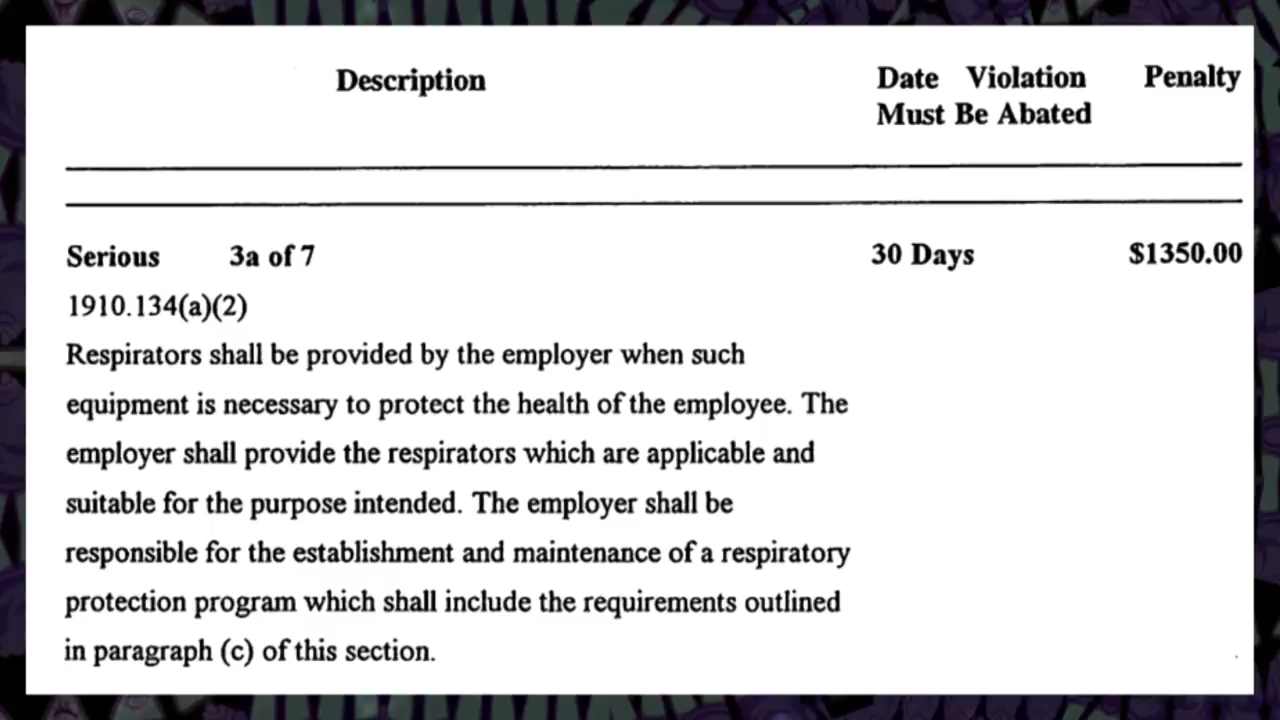 Description Date Violation Penalty
Must Be Abated
Serious 3a of 7 30 Days $1350.00
1910.134(a)(2)
Respirators shall be provided by the employer when such
equipment is necessary to protect the health of the employee. The
employer shall provide the respirators which are applicable and
suitable for the purpose intended. The employer shall be
responsible for the establishment and maintenance of a respiratory
protection program which shall include the requirements outlined
in paragraph (c) of this section.